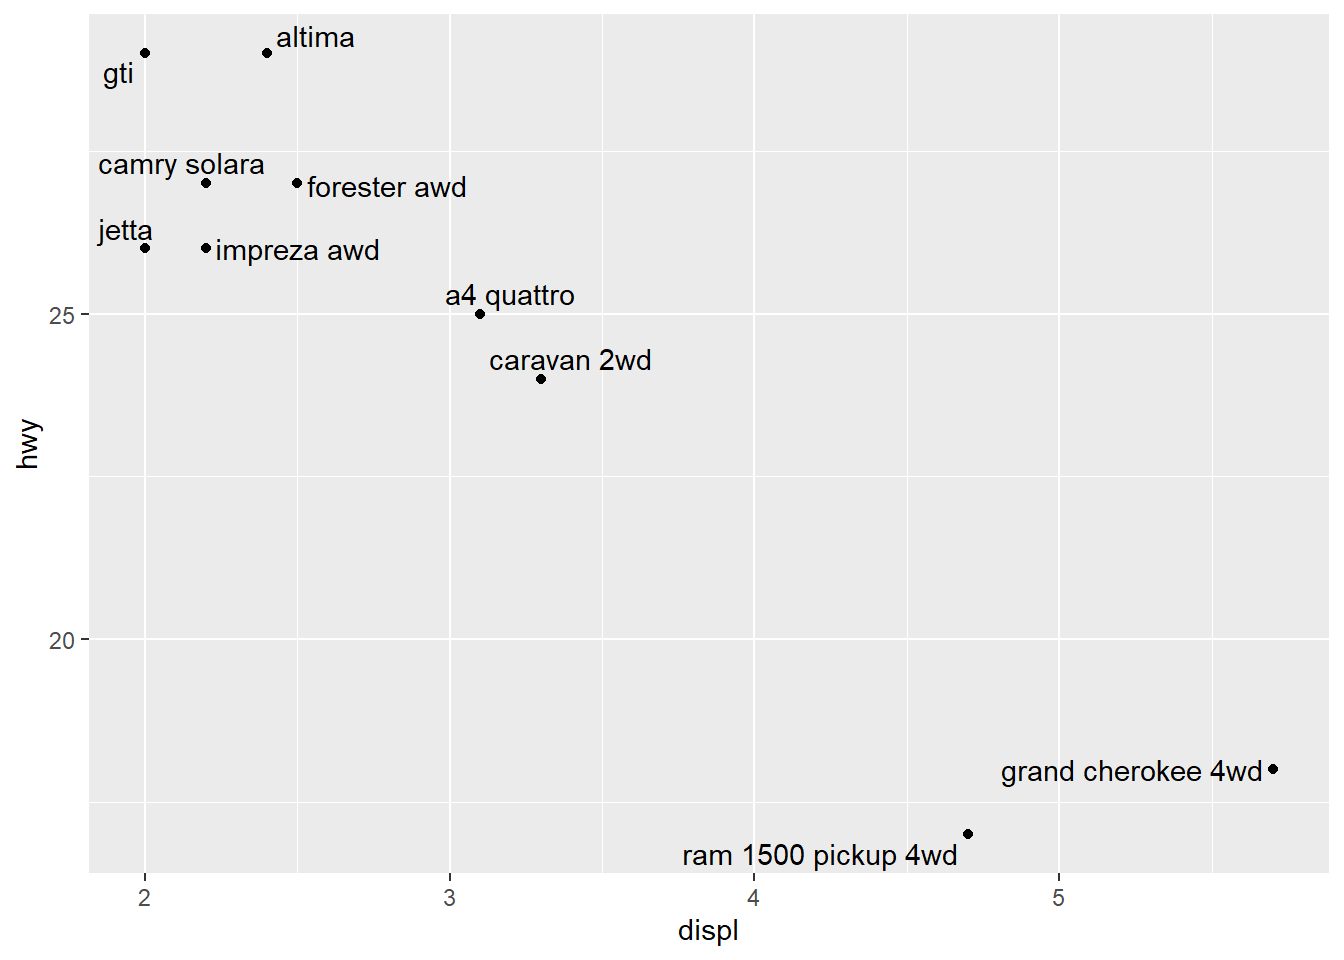 altima
gti
camry solara
forester awd
jetta
impreza awd
a4 quattro
25
caravan 2wd
hwy
20
grand cherokee 4wd
ram 1500 pickup 4wd
2 3 4 5
displ